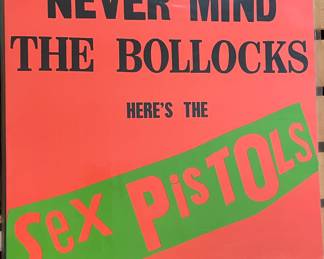 NEVER MIND
THE BOLLOCKS
HERE'S THE
Sex PisTOls